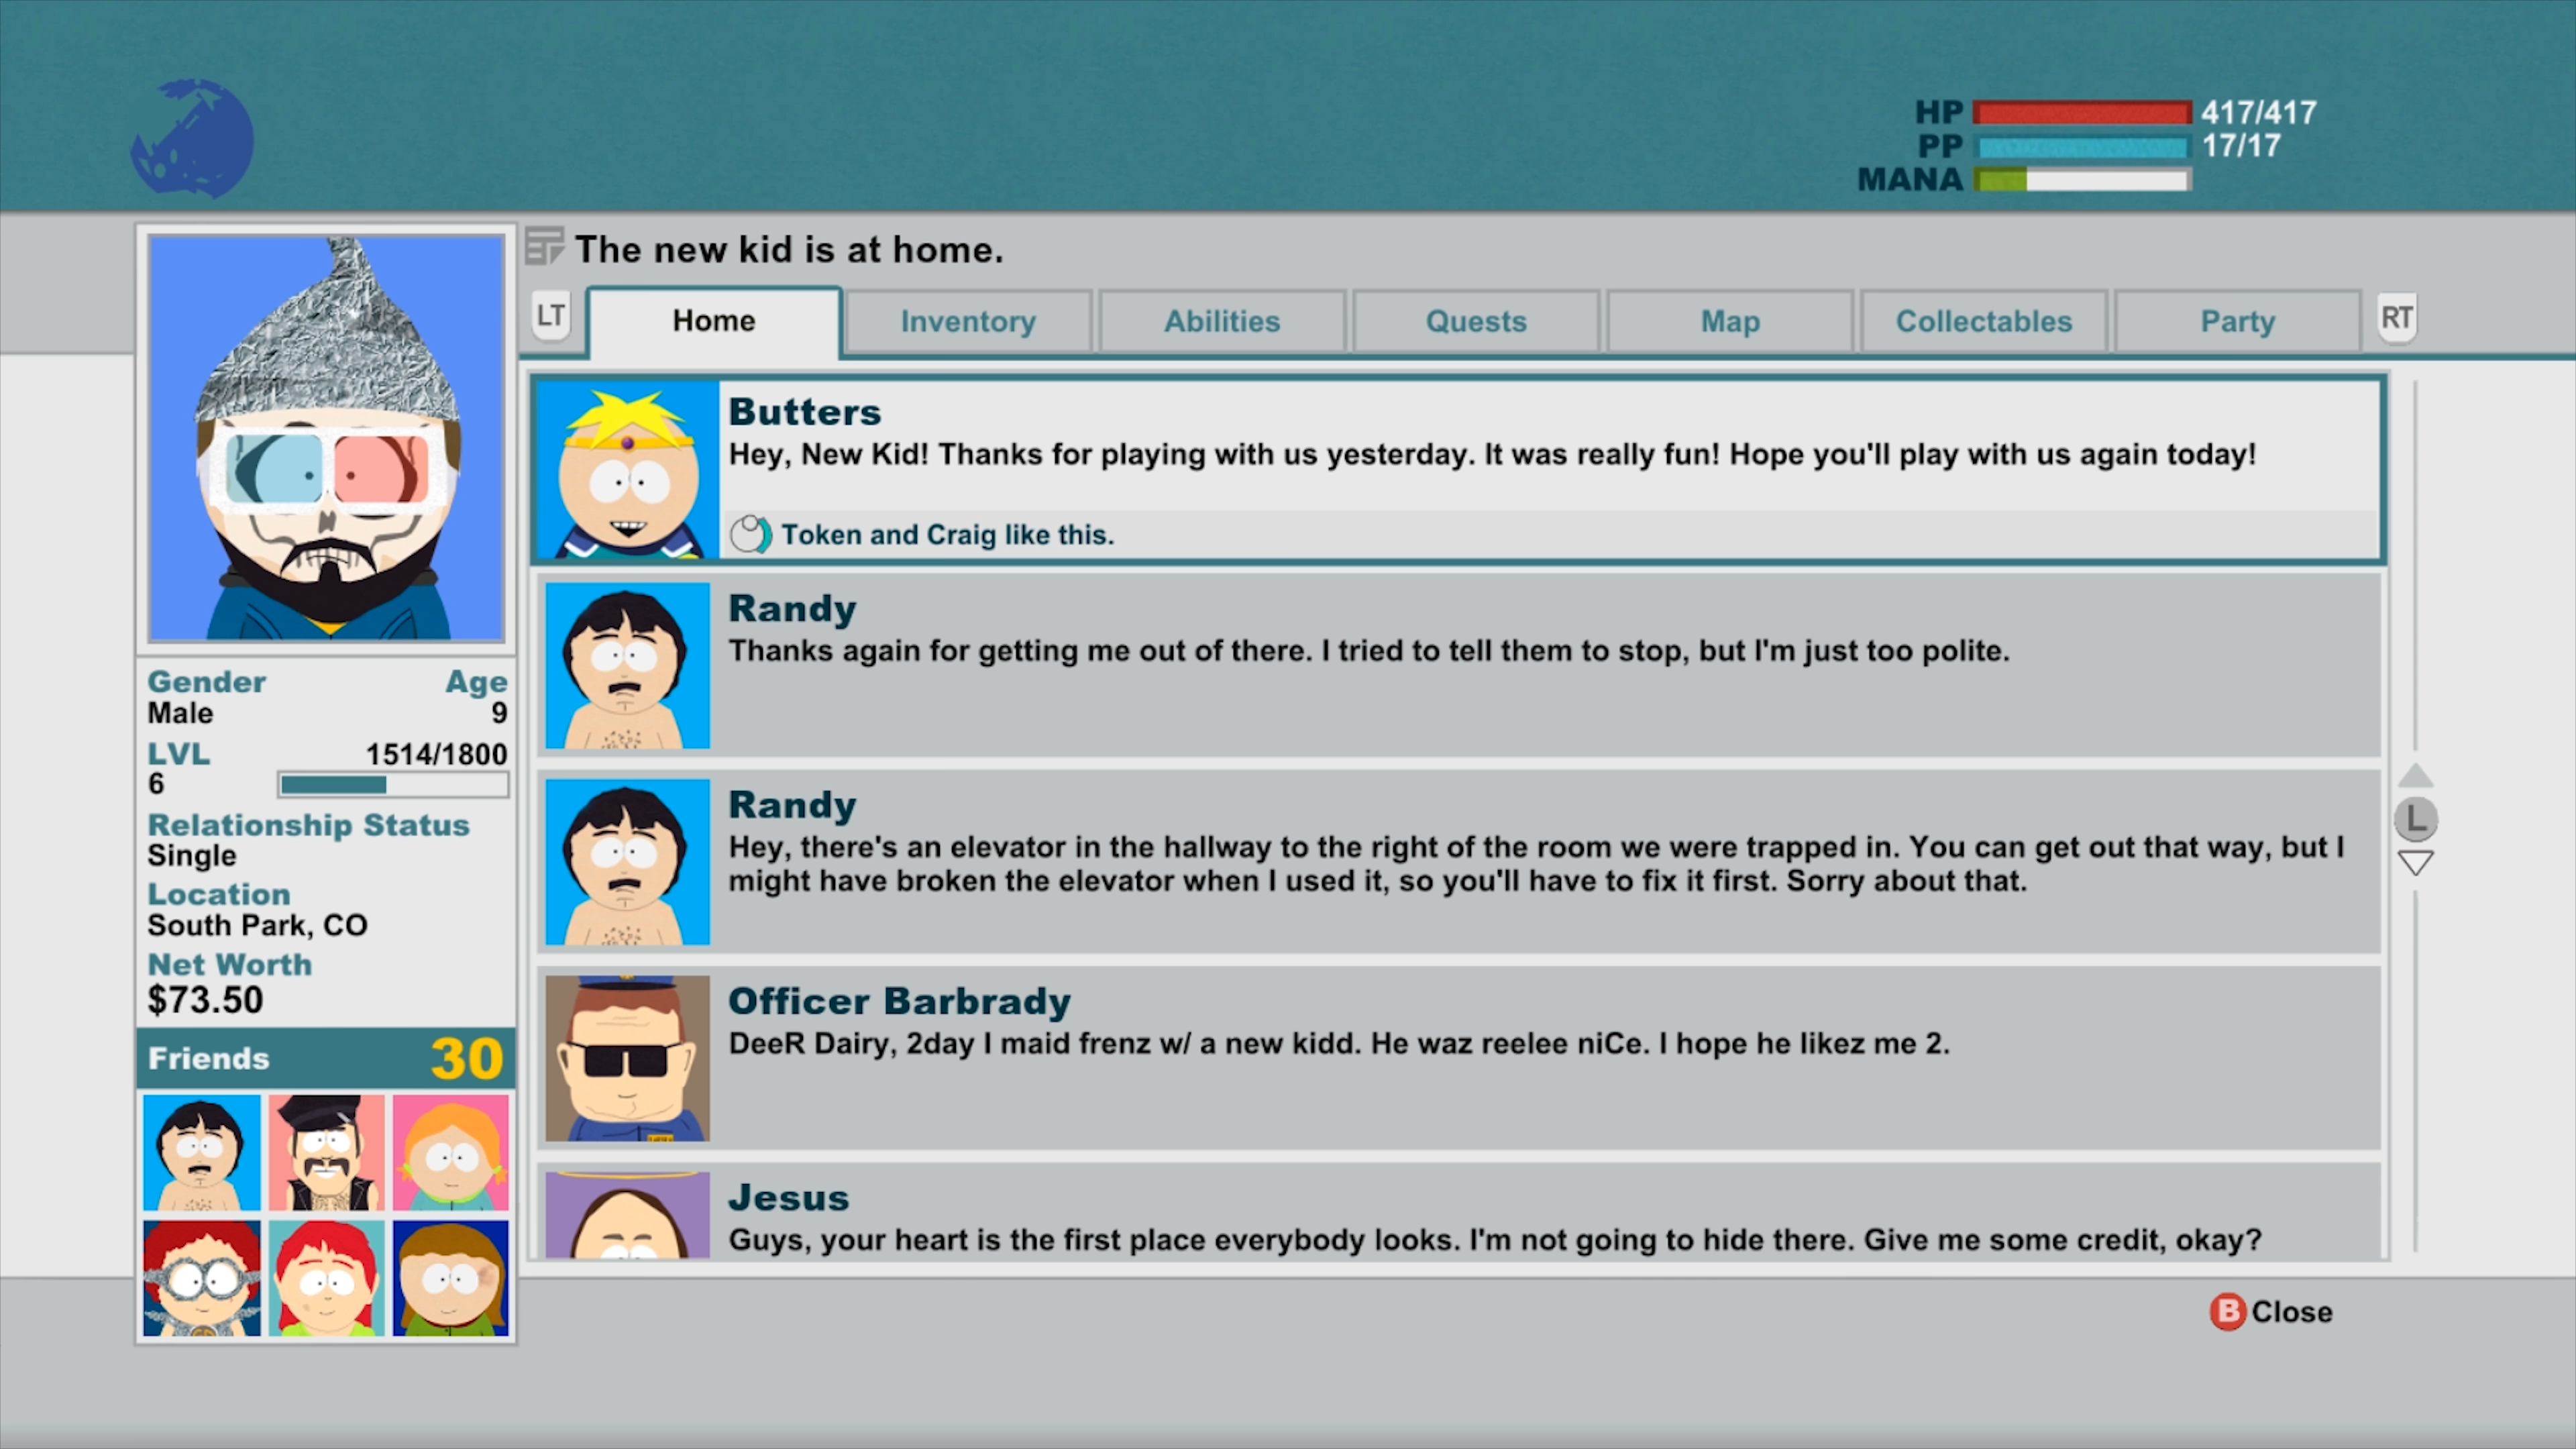 HP 417/417
PP 17/17
MANA
The new kid is at home.
LT Home Inventory Abilities Quests Map Collectables Party RT
Gender Age
Male 9
LVL 1514/1800
6
Relationship Status
Single
Location
South Park, CO
Net Worth
$73.50
Friends 30
Butters
Hey, New Kid! Thanks for playing with us yesterday. It was really fun! Hope you'll play with us again today!
Token and Craig like this.
Randy
Thanks again for getting me out of there. I tried to tell them to stop, but I'm just too polite.
Randy
Hey, there's an elevator in the hallway to the right of the room we were trapped in. You can get out that way, but I
might have broken the elevator when I used it, so you'll have to fix it first. Sorry about that.
Officer Barbrady
DeeR Dairy, 2day I maid frenz w/ a new kidd. He waz reelee niCe. I hope he likez me 2.
Jesus
Guys, your heart is the first place everybody looks. I'm not going to hide there. Give me some credit, okay?
L
B Close